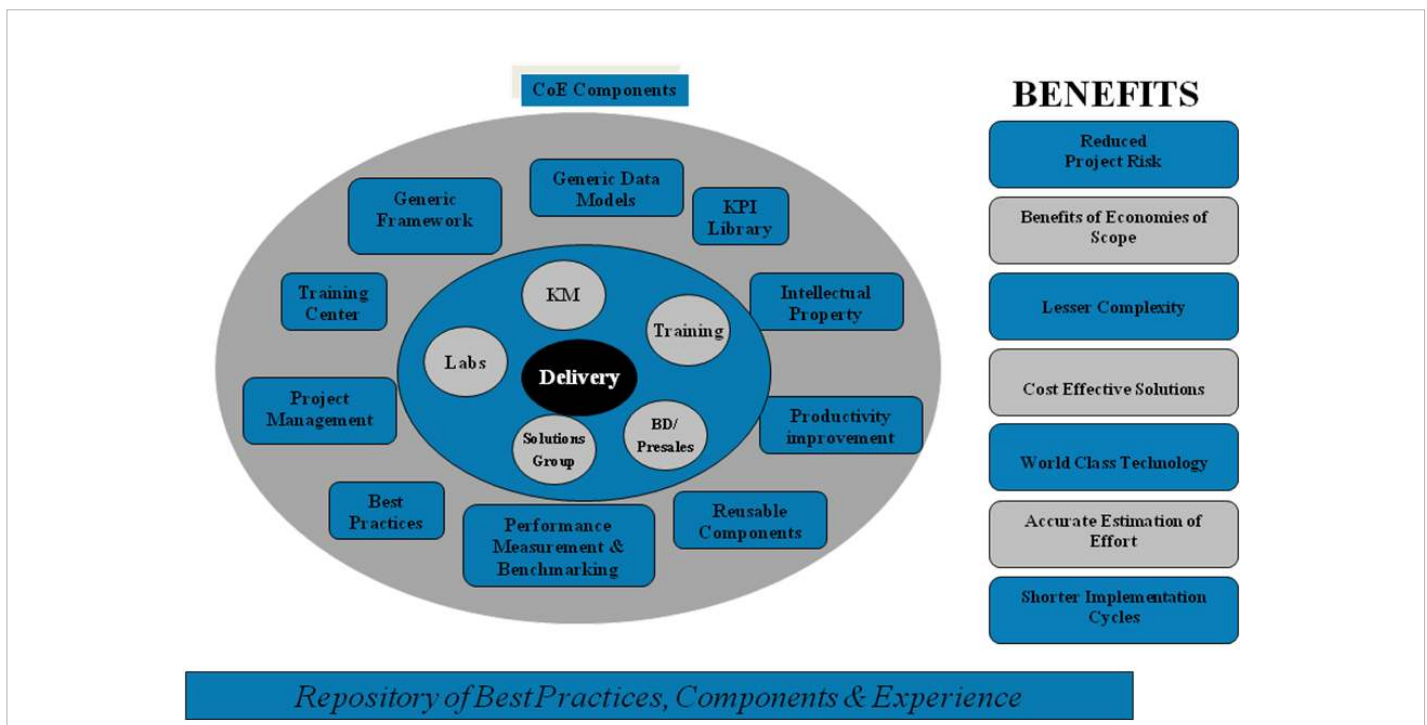 CoE Components
BENEFITS
Generic
Framework
Generic Data
Models
KPI
Library
Training
Center
Intellectual
Property
Project
Management
Productivity
improvement
Best
Practices
Performance
Measurement &
Benchmarking
Reusable
Components
KM
Training
Labs
Delivery
Solutions
Group
BD/
Presales
Reduced
Project Risk
Benefits of Economies of
Scope
Lesser Complexity
Cost Effective Solutions
World Class Technology
Accurate Estimation of
Effort
Shorter Implementation
Cycles
Repository of Best Practices, Components & Experience